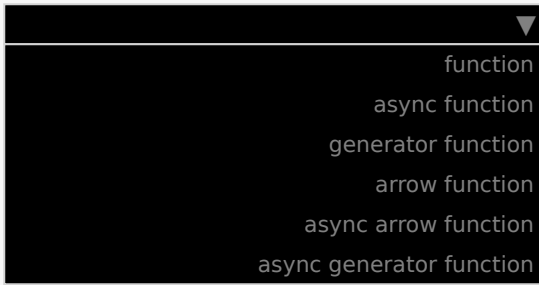 function
async function
generator function
arrow function
async arrow function
async generator function